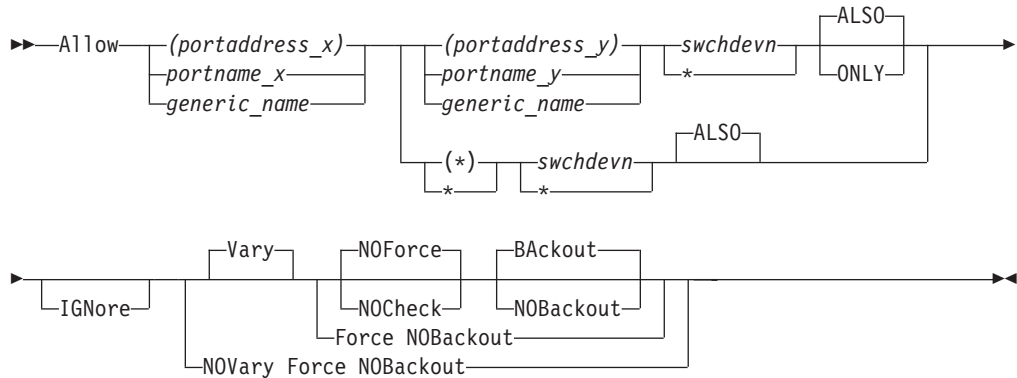 ALSO
Allow (portaddress_x) (portaddress_y) swchdevn
portname_x portname_y * ONLY
generic_name generic_name
ALSO
(*) swchdevn
* *
Vary NOForce BAckout
IGNore NOCheck NOBackout
Force NOBackout
NOVary Force NOBackout